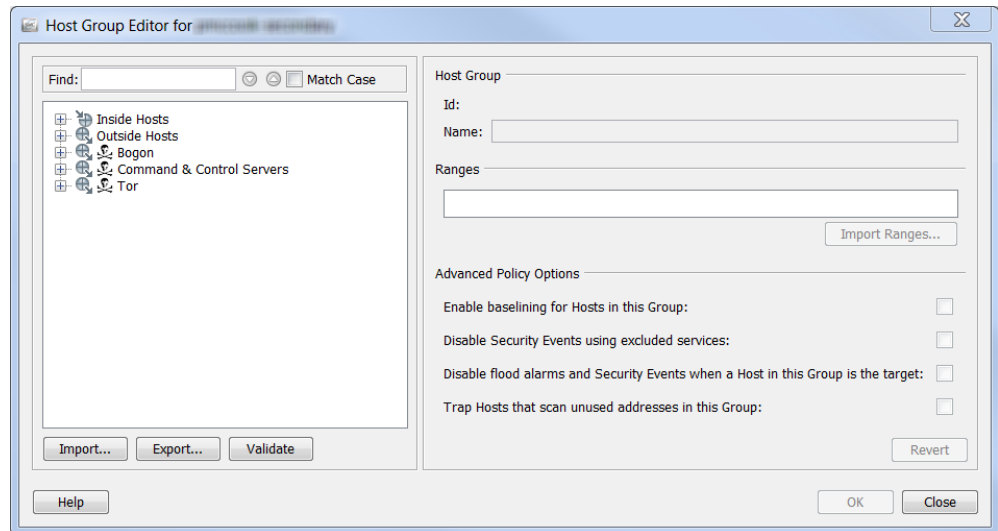 Host Group Editor for
Find:
Match Case
Inside Hosts
Outside Hosts
Bogon
Command & Control Servers
Tor
Import...
Export...
Validate
Host Group
Id:
Name:
Ranges
Import Ranges...
Advanced Policy Options
Enable baselining for Hosts in this Group:
Disable Security Events using excluded services:
Disable flood alarms and Security Events when a Host in this Group is the target:
Trap Hosts that scan unused addresses in this Group:
Revert
Help
OK
Close